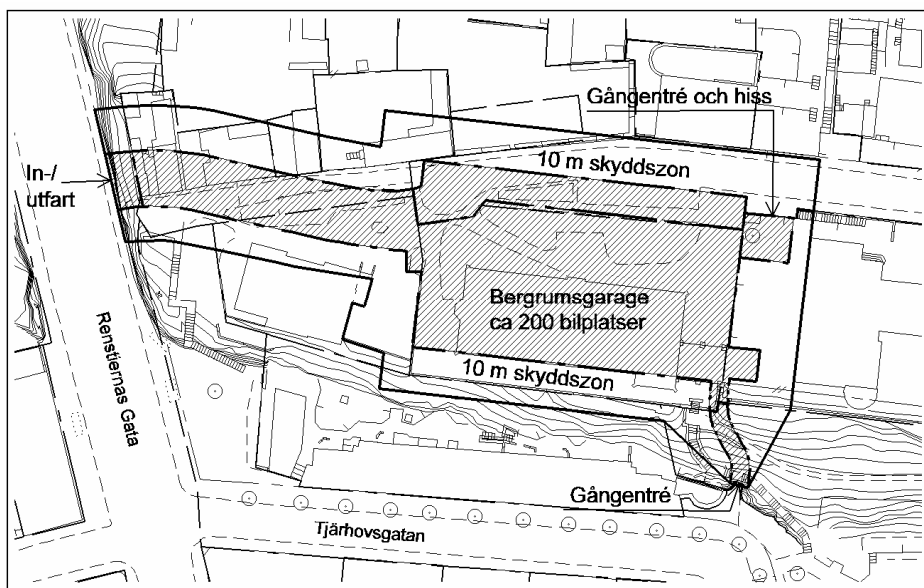 Gångentré och hiss
10 m skyddszon
In-/
utfart
Bergrumsgarage
ca 200 bilplatser
Renstiernas Gata
10 m skyddszon
Gångentré
Tjärhovsgatan